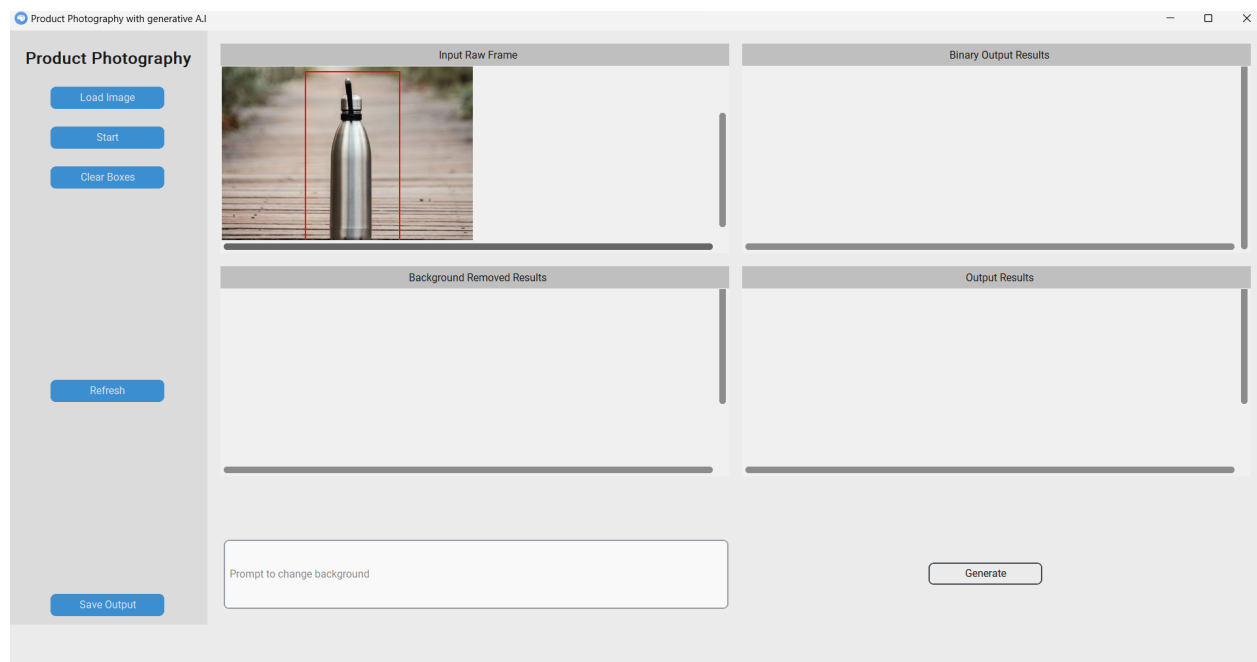 Product Photography with generative A.I
Product Photography
Load Image
Start
Clear Boxes
Refresh
Save Output
Input Raw Frame
Binary Output Results
Background Removed Results
Output Results
Prompt to change background
Generate